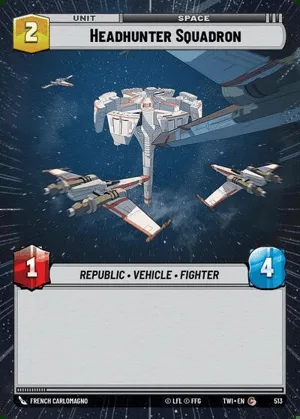 UNIT SPACE
2 HEADHUNTER SQUADRON
1 REPUBLIC • VEHICLE • FIGHTER 4
FRENCH CARLOMAGNO © LFL © FFG TWI • EN C 513